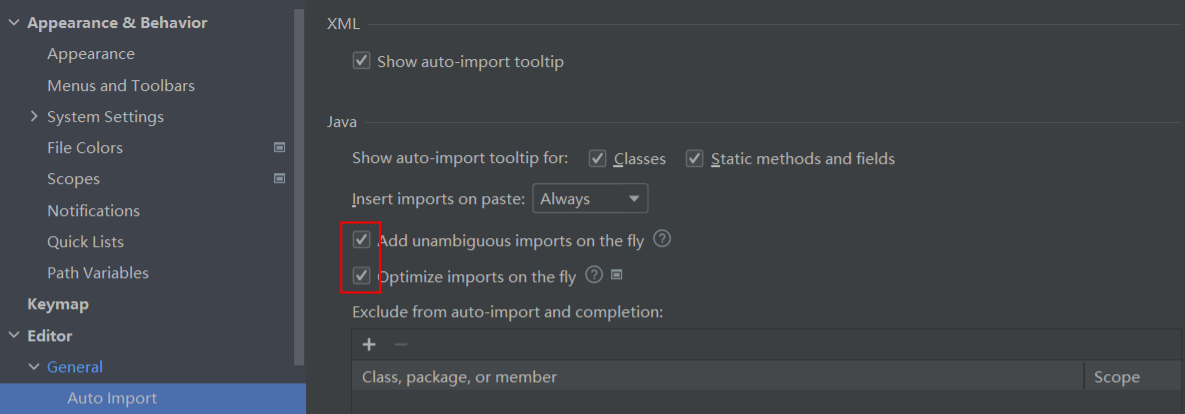 Appearance & Behavior
Appearance
Menus and Toolbars
System Settings
File Colors
Scopes
Notifications
Quick Lists
Path Variables
Keymap
Editor
General
Auto Import
XML
Show auto-import tooltip
Java
Show auto-import tooltip for: Classes Static methods and fields
Insert imports on paste: Always
Add unambiguous imports on the fly ?
Optimize imports on the fly ?
Exclude from auto-import and completion:
+ −
Class, package, or member Scope